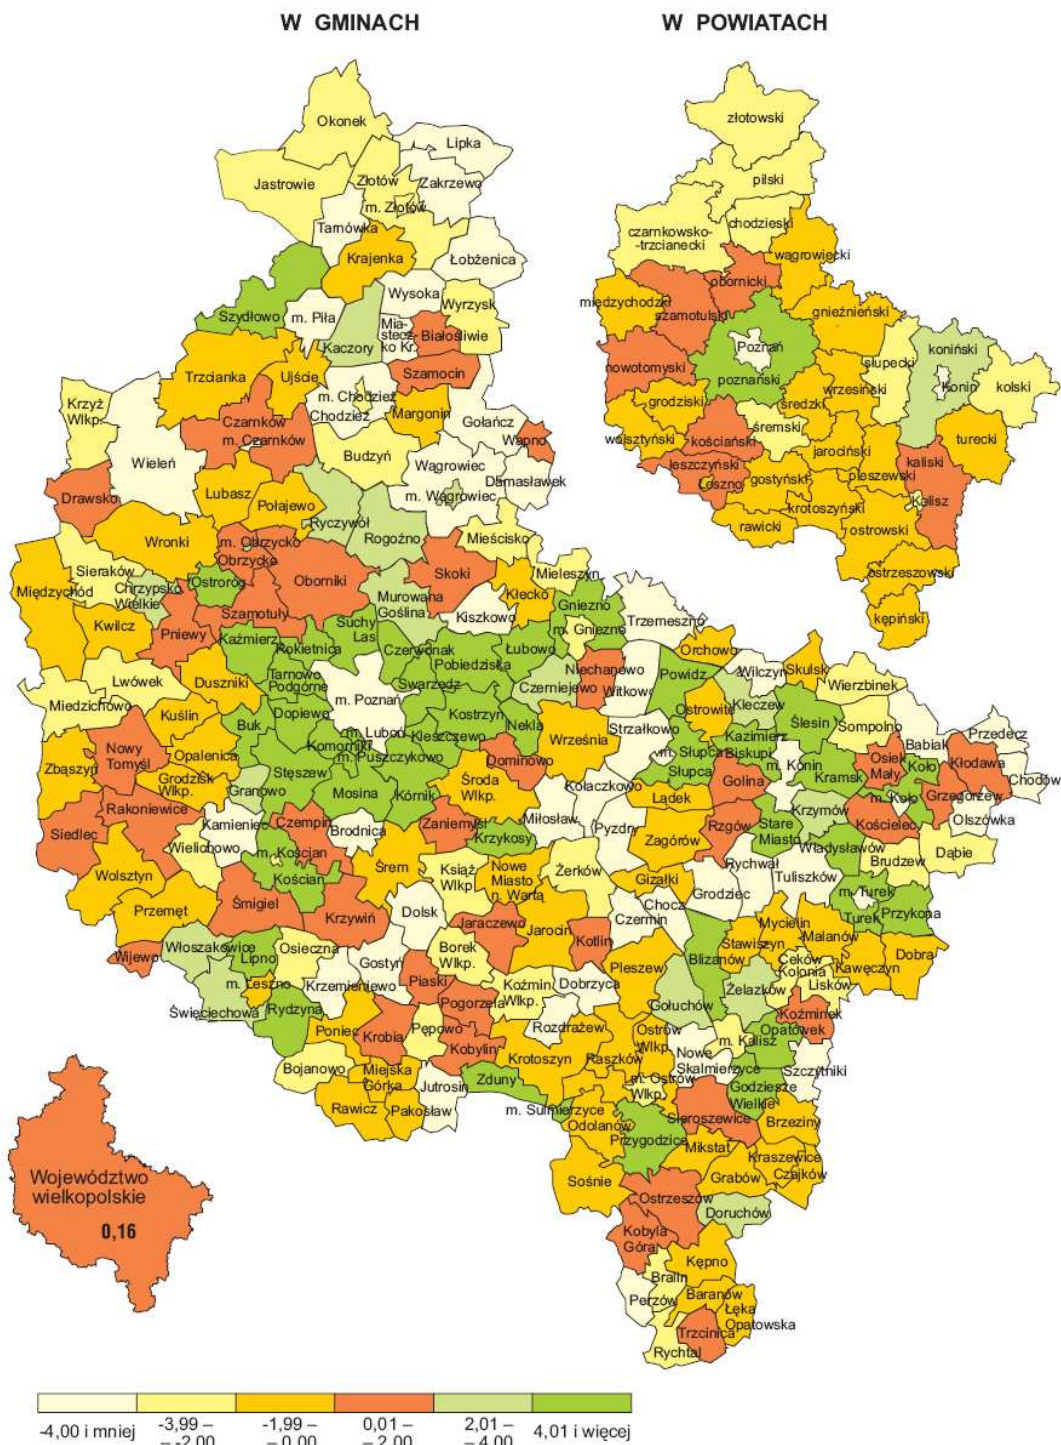 W GMINACH
W POWIATACH
Okonek
Lipka
Jastrowie
Złotów
Zakrzewo
m. Złotów
Tarnówka
Krajenka
Łobżenica
Wysoka
Wyrzysk
Szydłowo
m. Piła
Mia-
stecz-
ko Kr.
Białośliwie
Kaczory
Szamocin
Trzcianka
Ujście
m. Chodzież
Chodzież
Margonin
Krzyż
Wlkp.
Czarnków
m. Czarnków
Gołańcz
Wapno
Wieleń
Budzyń
Wągrowiec
Damasławek
m. Wągrowiec
Drawsko
Lubasz
Połajewo
Ryczywół
Rogoźno
Wronki
m. Obrzycko
Obrzycko
Mieścisko
Sieraków
Międzychód
Chrzypsko
Wielkie
Ostroróg
Oborniki
Skoki
Mieleszyn
Kłecko
Murowana
Goślina
Kiszkowo
Gniezno
m. Gniezno
Trzemeszno
Kwilcz
Szamotuły
Pniewy
Kaźmierz
Suchy
Las
Rokietnica
Czerwonak
Łubowo
Pobiedziska
Orchowo
Niechanowo
Witkowo
Powidz
Wilczyn
Skulsk
Wierzbinek
Lwówek
Duszniki
Tarnowo
Podgórne
Swarzędz
Czerniejewo
Kleczew
Miedzichowo
m. Poznań
Ostrowite
Kuślin
Buk
Dopiewo
Kostrzyn
Nekla
Strzałkowo
Ślesin
Sompolno
Kazimierz
Biskupi
Przedecz
Babiak
Nowy
Tomyśl
Opalenica
Komorniki
m. Luboń
Kleszczewo
Września
m. Słupca
Słupca
m. Konin
Osiek
Mały
Koło
Kłodawa
Chodów
Zbąszyń
Grodzisk
Wlkp.
m. Puszczykowo
Stęszew
Dominowo
Kramsk
Golina
Granowo
Mosina
Kórnik
Środa
Wlkp.
Kołaczkowo
Lądek
m. Koło
Grzegorzew
Rakoniewice
Krzymów
Olszówka
Siedlec
Kamieniec
Czempiń
Brodnica
Zaniemyśl
Miłosław
Pyzdry
Zagórów
Rzgów
Stare
Miasto
Kościelec
Krzykosy
Władysławów
Wielichowo
m. Kościan
Kościan
Śrem
Książ
Wlkp.
Nowe
Miasto
n. Wartą
Żerków
Rychwał
Tuliszków
Brudzew
Dąbie
Wolsztyn
Gizałki
Grodziec
m. Turek
Turek
Przykona
Przemęt
Śmigiel
Krzywiń
Dolsk
Jaraczewo
Jarocin
Kotlin
Chocz
Czermin
Mycielin
Malanów
Stawiszyn
Blizanów
Włoszakowice
Lipno
Osieczna
Gostyń
Borek
Wlkp.
Ceków
Kolonia
Lisków
Kawęczyn
Dobra
Wijewo
m. Leszno
Krzemieniewo
Piaski
Koźmin
Wlkp.
Dobrzyca
Pleszew
Żelazków
Święciechowa
Rydzyna
Pogorzela
Gołuchów
Koźminek
Poniec
Krobia
Pępowo
Rozdrażew
Ostrów
Wlkp.
Opatówek
m. Kalisz
Bojanowo
Miejska
Górka
Kobylin
Krotoszyn
Raszków
Nowe
Skalmierzyce
Szczytniki
Jutrosin
Zduny
m. Ostrów
Wlkp.
Godziesze
Wielkie
Rawicz
Pakosław
m. Sulmierzyce
Odolanów
Sieroszewice
Brzeziny
Przygodzice
Mikstat
Kraszewice
Czajków
Sośnie
Grabów
Ostrzeszów
Doruchów
Kobyla
Góra
Kępno
Bralin
Perzów
Baranów
Łęka
Opatowska
Trzcinica
Rychtal
złotowski
pilski
chodzieski
czarnkowsko-
-trzcianecki
wągrowiecki
obornicki
międzychodzki
szamotulski
gnieźnieński
Poznań
słupecki
koniński
nowotomyski
poznański
Konin
kolski
wrzesiński
grodziski
średzki
wolsztyński
kościański
śremski
turecki
jarociński
leszczyński
Leszno
gostyński
pleszewski
kaliski
Kalisz
krotoszyński
rawicki
ostrowski
ostrzeszowski
kępiński
Województwo
wielkopolskie
0,16
-4,00 i mniej
-3,99 –
– -2,00
-1,99 –
– 0,00
0,01 –
– 2,00
2,01 –
– 4,00
4,01 i więcej